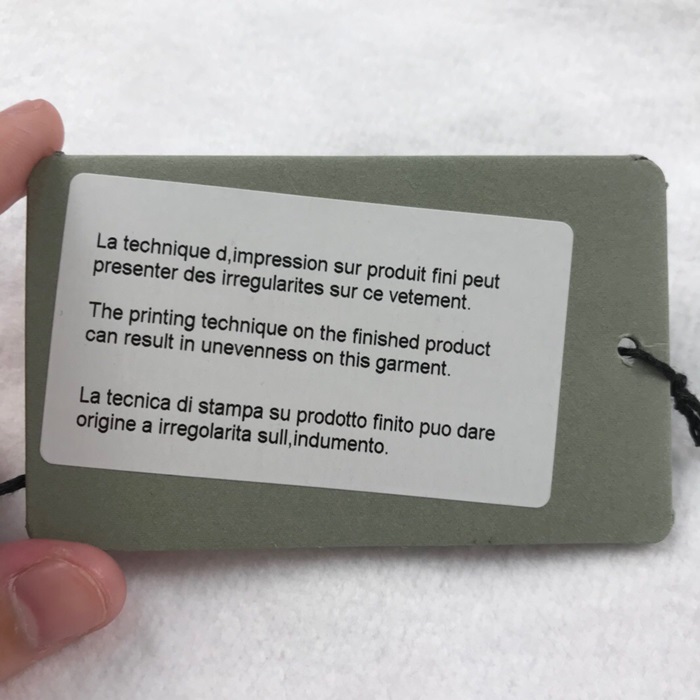 La technique d,impression sur produit fini peut
presenter des irregularites sur ce vetement.
The printing technique on the finished product
can result in unevenness on this garment.
La tecnica di stampa su prodotto finito puo dare
origine a irregolarita sull,indumento.